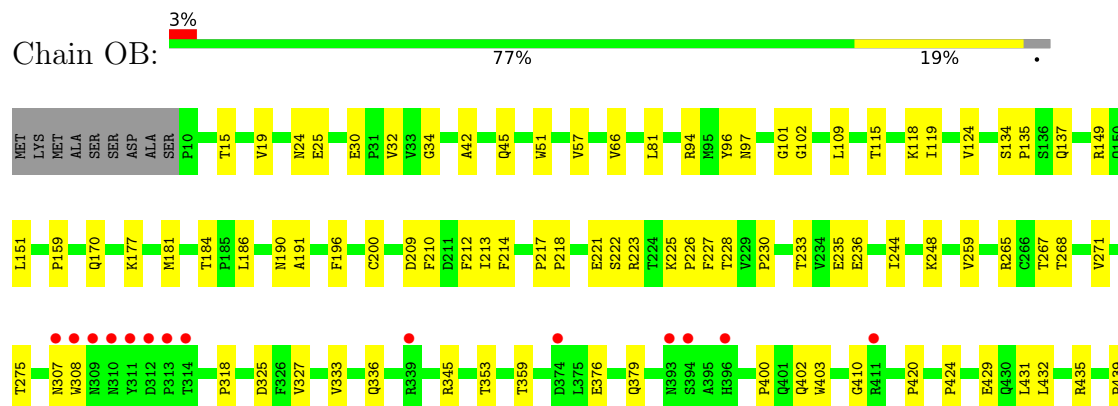 3%
Chain OB:
77% 19% •
MET LYS MET ALA SER SER ASP ALA SER P10 T15 V19 N24 E25 E30 P31 V32 V33 G34 A42 Q45 W51 V57 V66 L81 R94 M95 Y96 N97 G101 G102 L109 T115 K118 I119 V124 S134 P135 S136 Q137 R149
L151 P159 Q170 K177 M181 T184 P185 L186 N190 A191 F196 C200 D209 F210 D211 F212 I213 F214 P217 P218 E221 S222 R223 T224 K225 P226 F227 T228 V229 P230 T233 V234 E235 E236 I244 K248 V259 R265 C266 T267 T268 V271
T275 N307 W308 N309 N310 Y311 D312 P313 T314 P318 D325 F326 V327 V333 Q336 R339 R345 T353 T359 D374 L375 E376 Q379 N393 S394 A395 H396 P400 Q401 Q402 W403 G410 R411 P420 P424 E429 Q430 L431 L432 R435